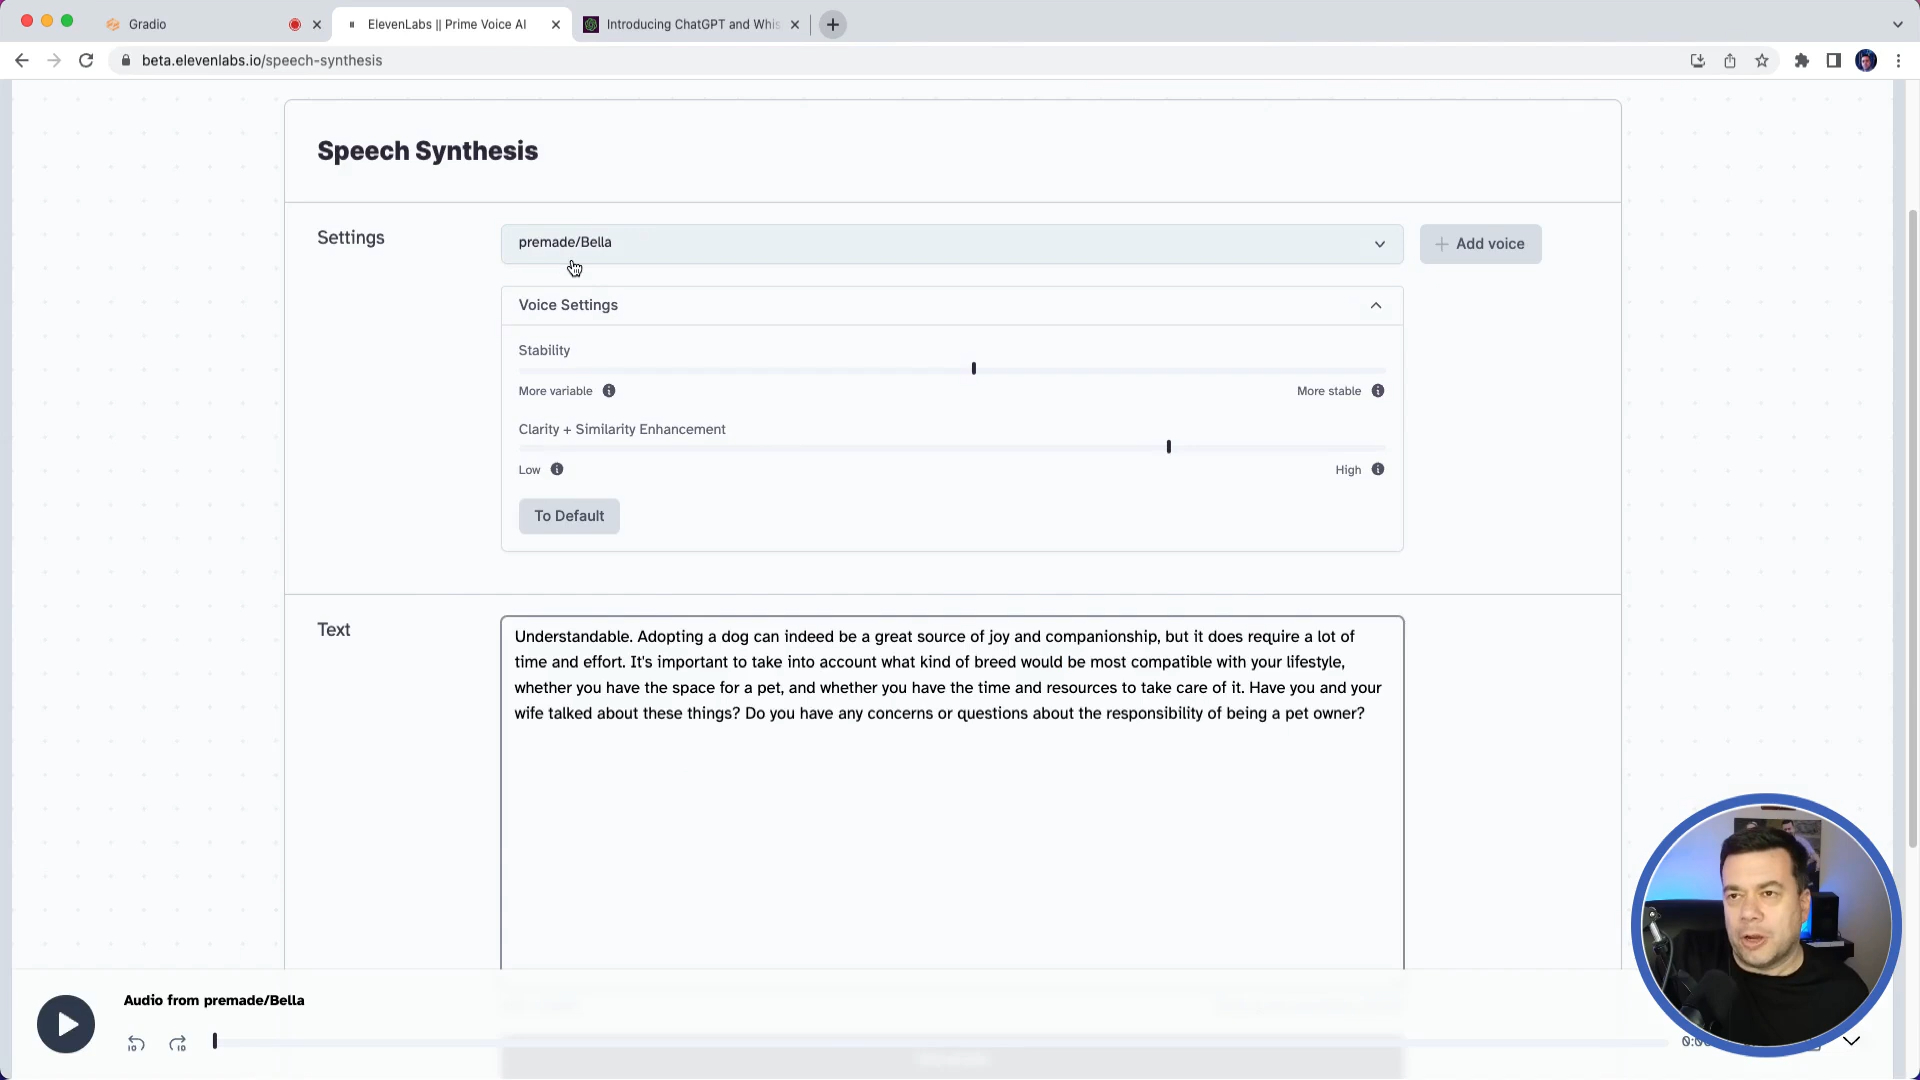 Gradio
ElevenLabs || Prime Voice AI
Introducing ChatGPT and Whis
beta.elevenlabs.io/speech-synthesis
Speech Synthesis
Settings
premade/Bella
Add voice
Voice Settings
Stability
More variable
More stable
Clarity + Similarity Enhancement
Low
High
To Default
Text
Understandable. Adopting a dog can indeed be a great source of joy and companionship, but it does require a lot of
time and effort. It's important to take into account what kind of breed would be most compatible with your lifestyle,
whether you have the space for a pet, and whether you have the time and resources to take care of it. Have you and your
wife talked about these things? Do you have any concerns or questions about the responsibility of being a pet owner?
Audio from premade/Bella
10
10